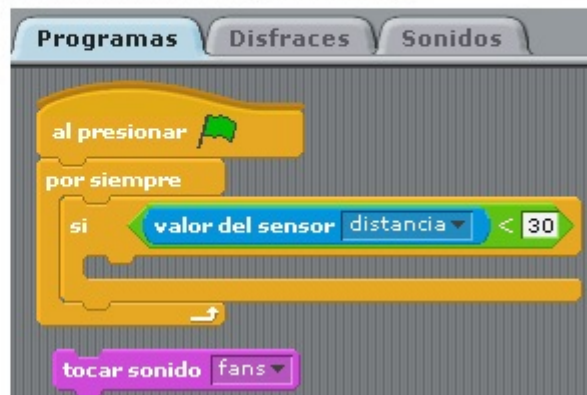 Programas Disfraces Sonidos
al presionar
por siempre
si valor del sensor distancia < 30
tocar sonido fans